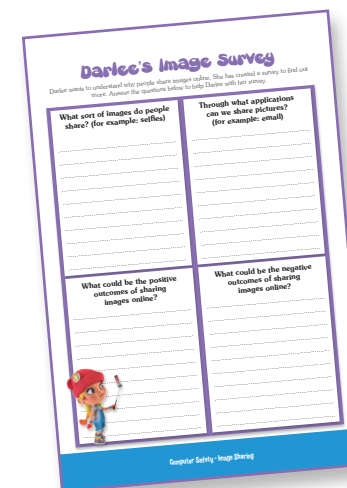 Darlee's Image Survey
Darlee wants to understand why people share images online. She has created a survey to find out
more. Answer the questions below to help Darlee with her survey.
What sort of images do people
share? (for example: selfies)
Through what applications
can we share pictures?
(for example: email)
What could be the positive
outcomes of sharing
images online?
What could be the negative
outcomes of sharing
images online?
Computer Safety • Image Sharing